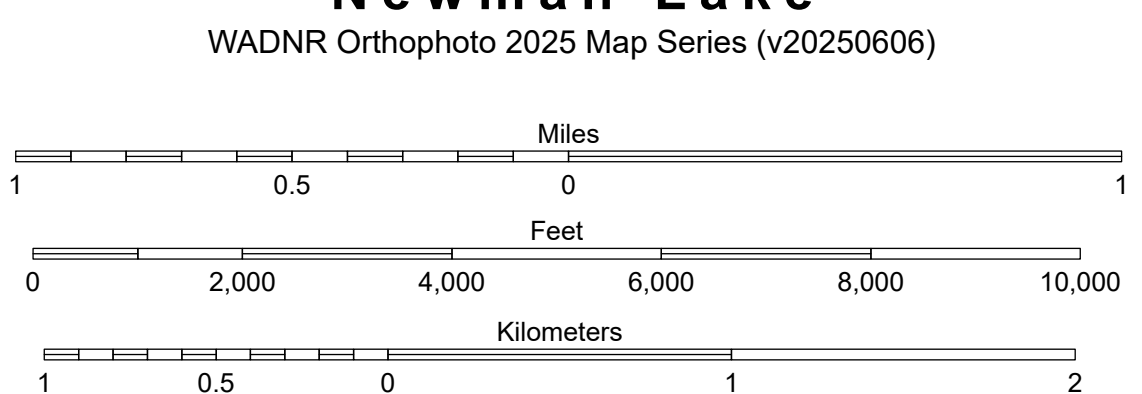 Newman Lake
WADNR Orthophoto 2025 Map Series (v20250606)
Miles
1 0.5 0 1
Feet
0 2,000 4,000 6,000 8,000 10,000
Kilometers
1 0.5 0 1 2